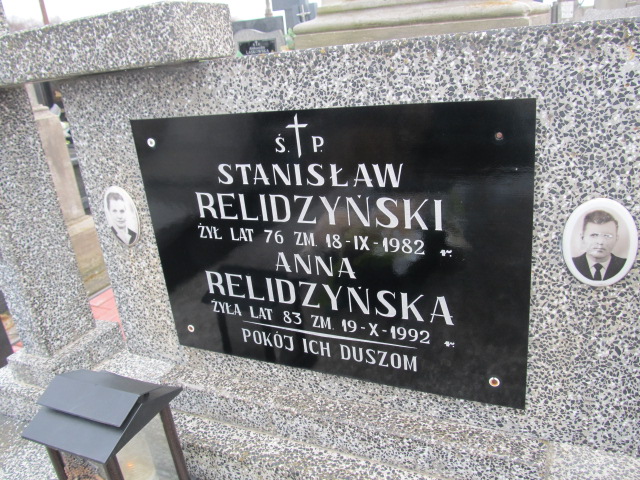 Ś. P.
STANISŁAW
RELIDZYŃSKI
ŻYŁ LAT 76 ZM. 18-IX-1982 r.
ANNA
RELIDZYŃSKA
ŻYŁA LAT 83 ZM. 19-X-1992 r.
POKÓJ ICH DUSZOM